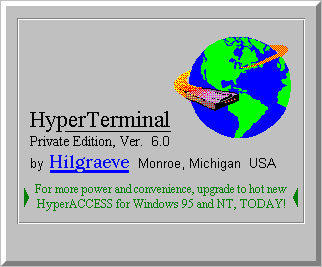 HyperTerminal
Private Edition, Ver. 6.0
by Hilgraeve Monroe, Michigan USA
For more power and convenience, upgrade to hot new
HyperACCESS for Windows 95 and NT, TODAY!